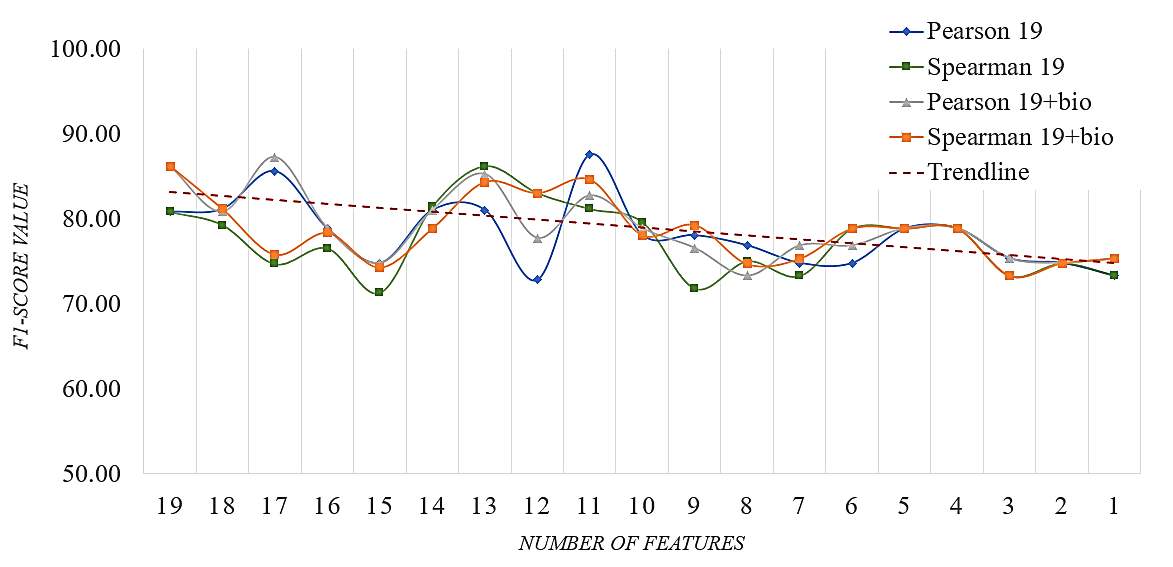 Pearson 19
Spearman 19
Pearson 19+bio
Spearman 19+bio
Trendline
100.00
90.00
80.00
70.00
60.00
50.00
F1-SCORE VALUE
19 18 17 16 15 14 13 12 11 10 9 8 7 6 5 4 3 2 1
NUMBER OF FEATURES